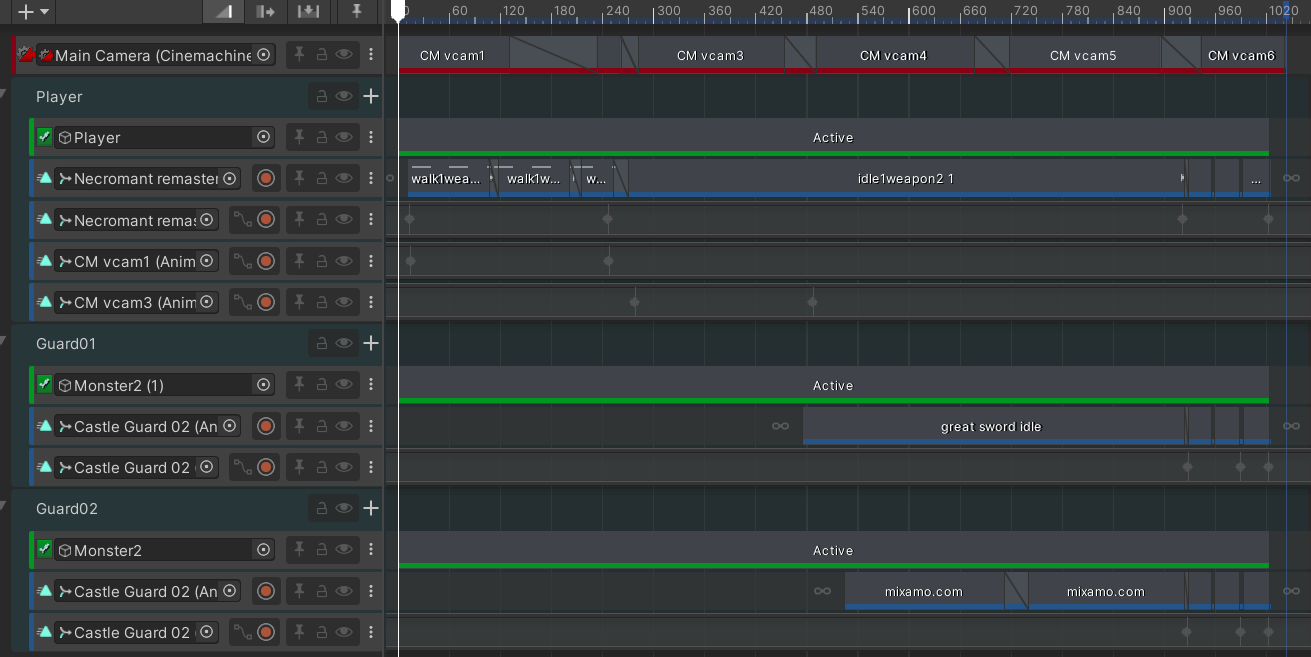 0 60 120 180 240 300 360 420 480 540 600 660 720 780 840 900 960 1020
Main Camera (Cinemachine CM vcam1 CM vcam3 CM vcam4 CM vcam5 CM vcam6
Player
Player Active
Necromant remaster walk1wea... walk1w... w... idle1weapon2 1 ...
Necromant remas
CM vcam1 (Anim
CM vcam3 (Anim
Guard01
Monster2 (1) Active
Castle Guard 02 (An great sword idle
Castle Guard 02
Guard02
Monster2 Active
Castle Guard 02 (An mixamo.com mixamo.com
Castle Guard 02